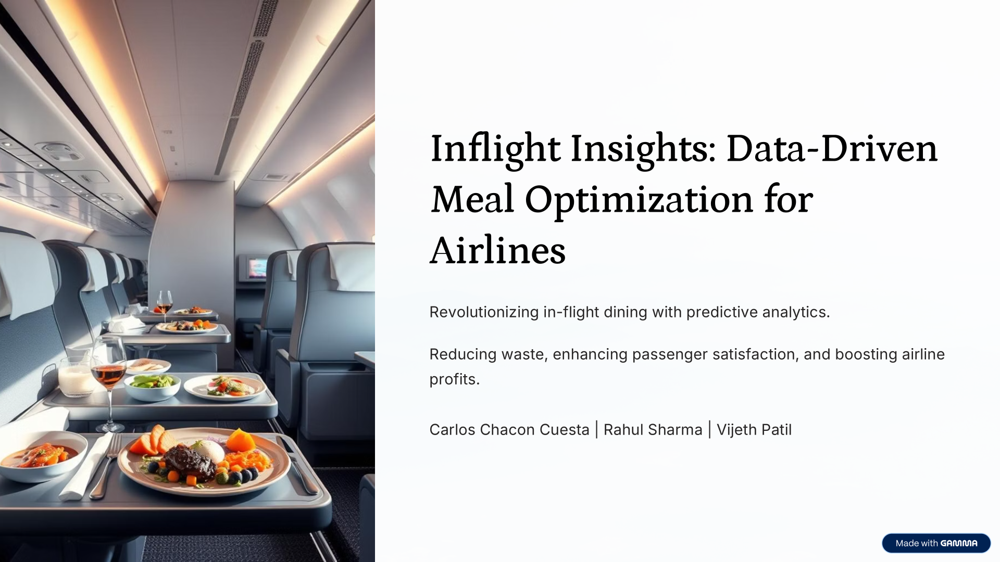 Inflight Insights: Data-Driven
Meal Optimization for
Airlines
Revolutionizing in-flight dining with predictive analytics.
Reducing waste, enhancing passenger satisfaction, and boosting airline
profits.
Carlos Chacon Cuesta | Rahul Sharma | Vijeth Patil
Made with GAMMA